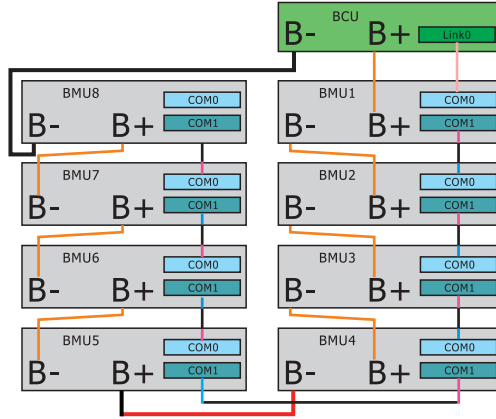 BCU
Link0
B- B+
BMU8
COM0
COM1
B- B+
BMU1
COM0
COM1
B- B+
BMU7
COM0
COM1
B- B+
BMU2
COM0
COM1
B- B+
BMU6
COM0
COM1
B- B+
BMU3
COM0
COM1
B- B+
BMU5
COM0
COM1
B- B+
BMU4
COM0
COM1
B- B+